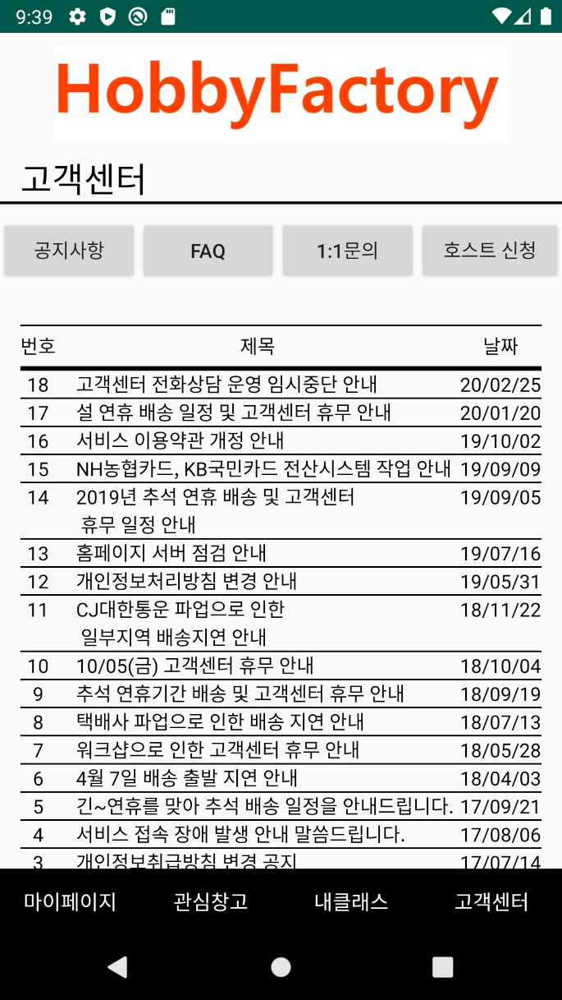 9:39
HobbyFactory
고객센터
공지사항 FAQ 1:1문의 호스트 신청
번호 제목 날짜
18 고객센터 전화상담 운영 임시중단 안내 20/02/25
17 설 연휴 배송 일정 및 고객센터 휴무 안내 20/01/20
16 서비스 이용약관 개정 안내 19/10/02
15 NH농협카드, KB국민카드 전산시스템 작업 안내 19/09/09
14 2019년 추석 연휴 배송 및 고객센터 19/09/05
휴무 일정 안내
13 홈페이지 서버 점검 안내 19/07/16
12 개인정보처리방침 변경 안내 19/05/31
11 CJ대한통운 파업으로 인한 18/11/22
일부지역 배송지연 안내
10 10/05(금) 고객센터 휴무 안내 18/10/04
9 추석 연휴기간 배송 및 고객센터 휴무 안내 18/09/19
8 택배사 파업으로 인한 배송 지연 안내 18/07/13
7 워크샵으로 인한 고객센터 휴무 안내 18/05/28
6 4월 7일 배송 출발 지연 안내 18/04/03
5 긴~연휴를 맞아 추석 배송 일정을 안내드립니다. 17/09/21
4 서비스 접속 장애 발생 안내 말씀드립니다. 17/08/06
3 개인정보취급방침 변경 공지 17/07/14
마이페이지 관심창고 내클래스 고객센터